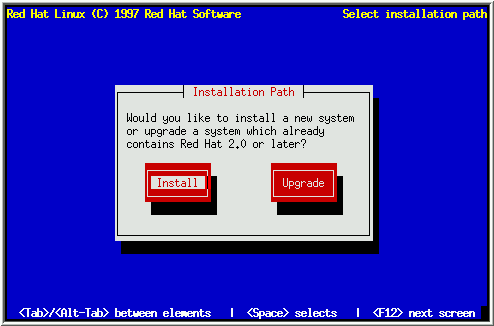 Red Hat Linux (C) 1997 Red Hat Software Select installation path
Installation Path
Would you like to install a new system
or upgrade a system which already
contains Red Hat 2.0 or later?
Install Upgrade
<Tab>/<Alt-Tab> between elements | <Space> selects | <F12> next screen